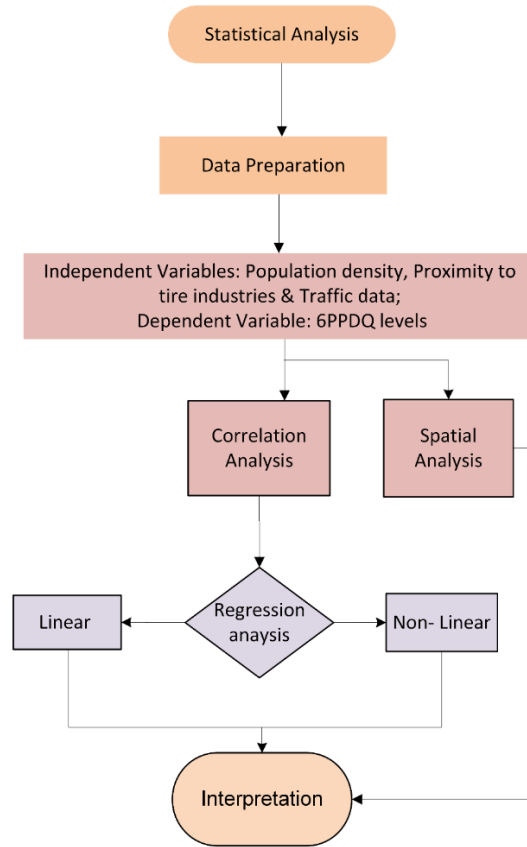 Statistical Analysis
Data Preparation
Independent Variables: Population density, Proximity to
tire industries & Traffic data;
Dependent Variable: 6PPDQ levels
Correlation
Analysis
Spatial
Analysis
Regression
anaysis
Linear
Non- Linear
Interpretation